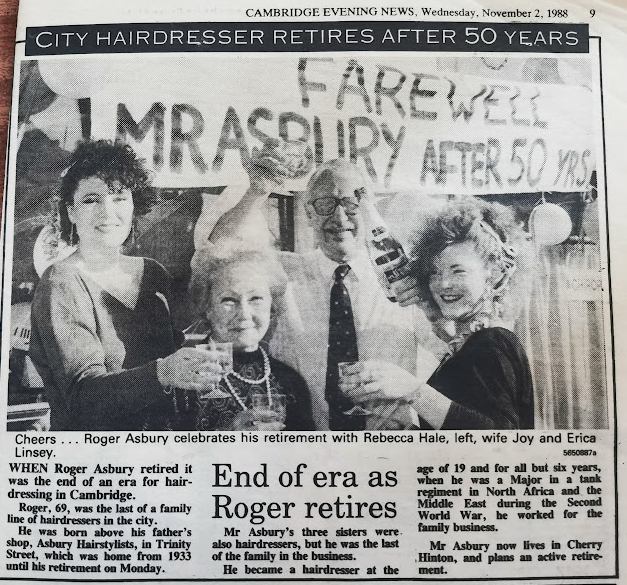 CAMBRIDGE EVENING NEWS, Wednesday, November 2, 1988 9
CITY HAIRDRESSER RETIRES AFTER 50 YEARS
FAREWELL
MR ASBURY AFTER 50 YRS
Cheers . . . Roger Asbury celebrates his retirement with Rebecca Hale, left, wife Joy and Erica
Linsey.
5650887a
WHEN Roger Asbury retired it
was the end of an era for hair-
dressing in Cambridge.
Roger, 69, was the last of a family
line of hairdressers in the city.
He was born above his father's
shop, Asbury Hairstylists, in Trinity
Street, which was home from 1933
until his retirement on Monday.
End of era as
Roger retires
Mr Asbury's three sisters were
also hairdressers, but he was the last
of the family in the business.
He became a hairdresser at the
age of 19 and for all but six years,
when he was a Major in a tank
regiment in North Africa and the
Middle East during the Second
World War, he worked for the
family business.
Mr Asbury now lives in Cherry
Hinton, and plans an active retire-
ment.